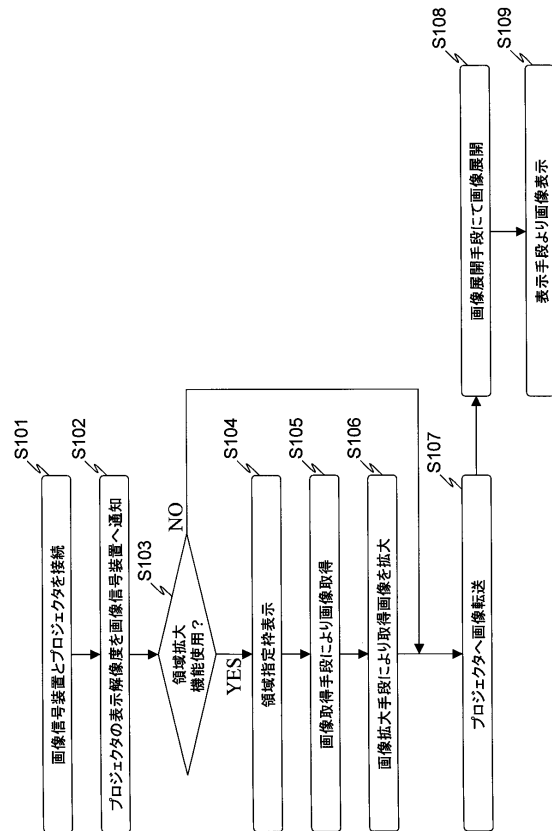 S101
画像信号装置とプロジェクタを接続
S102
プロジェクタの表示解像度を画像信号装置へ通知
S103
領域拡大
機能使用?
NO
YES
S104
領域指定枠表示
S105
画像取得手段により画像取得
S106
画像拡大手段により取得画像を拡大
S107
プロジェクタへ画像転送
S108
画像展開手段にて画像展開
S109
表示手段より画像表示